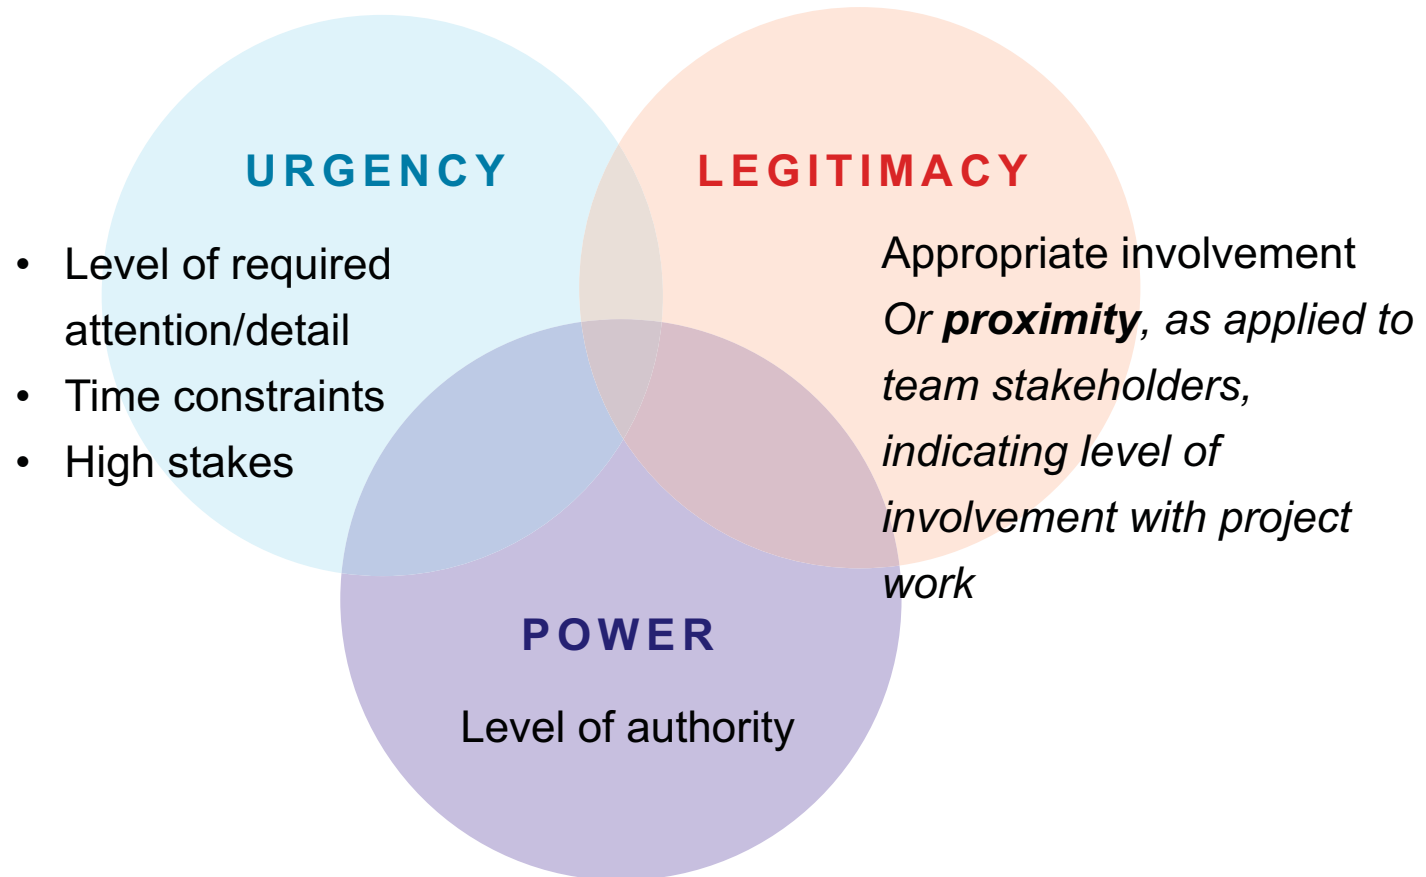 URGENCY
• Level of required
attention/detail
• Time constraints
• High stakes
LEGITIMACY
Appropriate involvement
Or proximity, as applied to
team stakeholders,
indicating level of
involvement with project
work
POWER
Level of authority